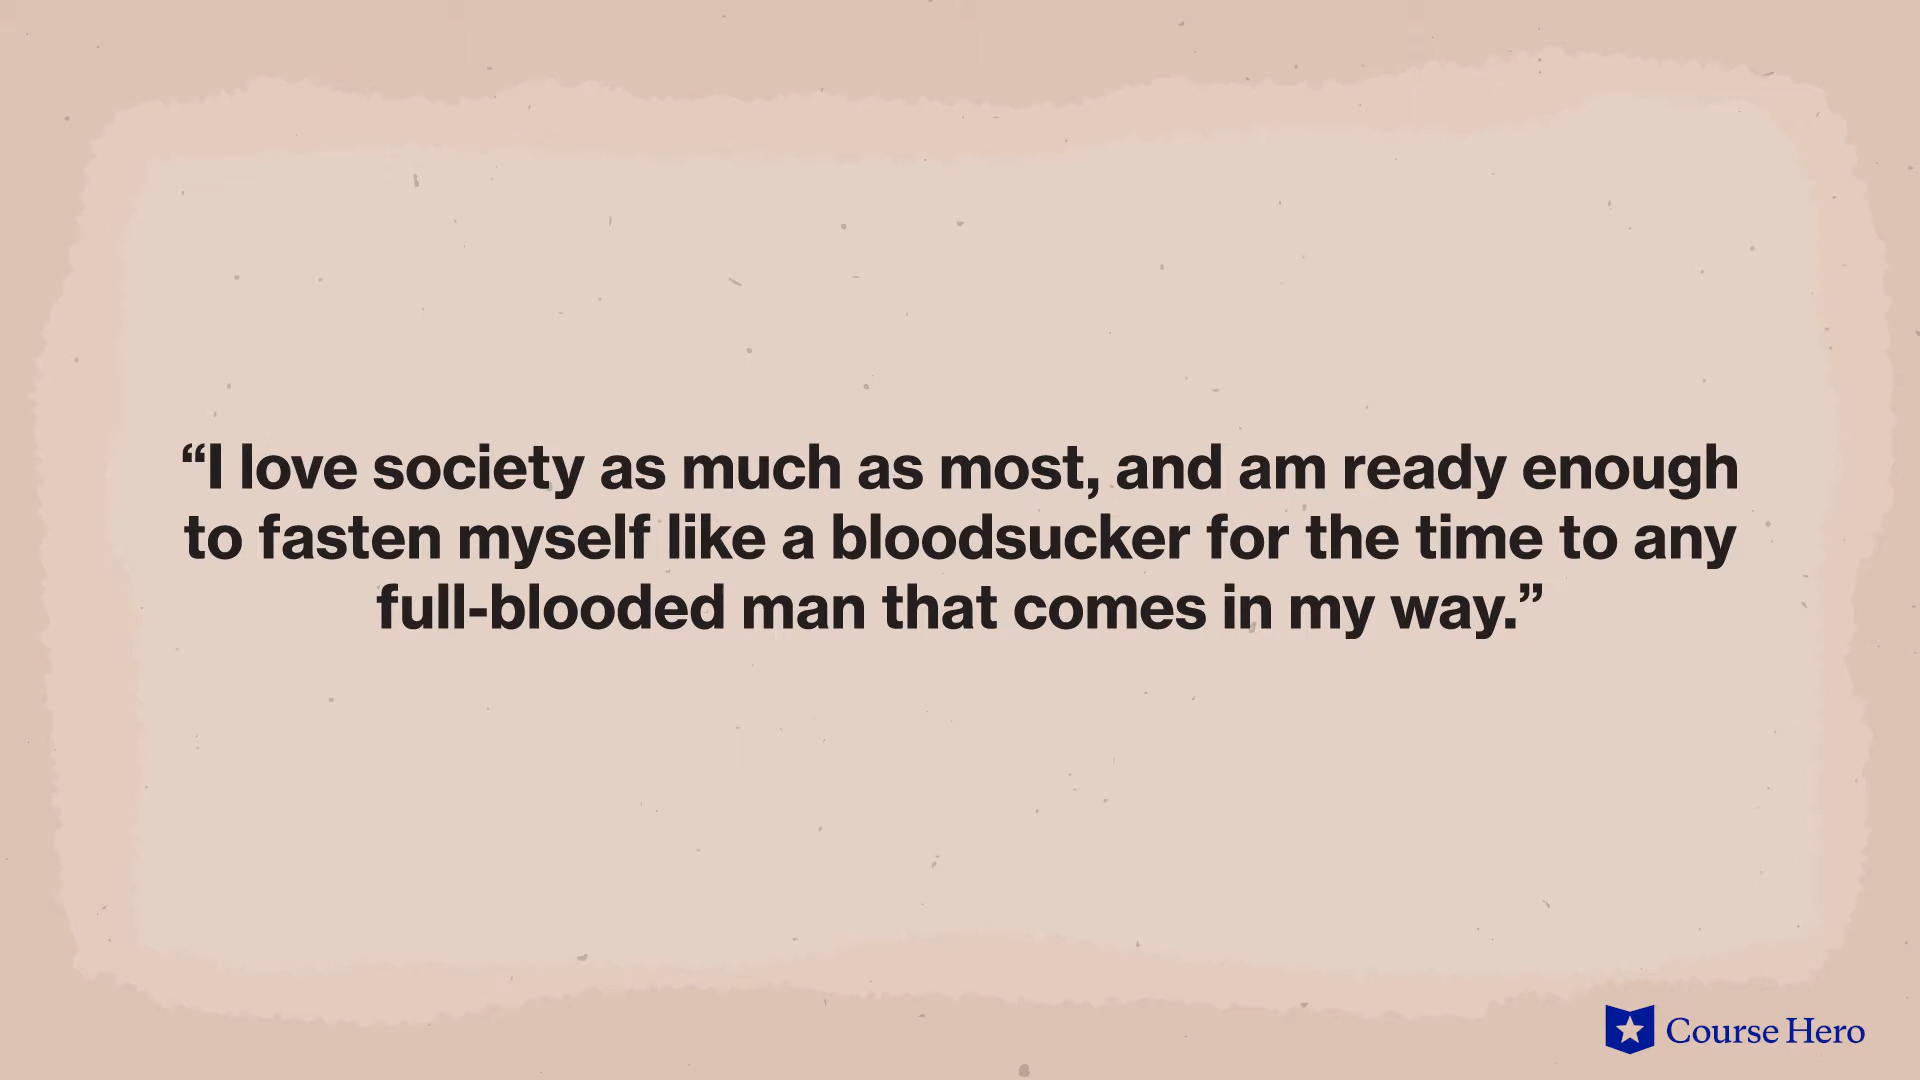 “I love society as much as most, and am ready enough
to fasten myself like a bloodsucker for the time to any
full-blooded man that comes in my way.”
Course Hero